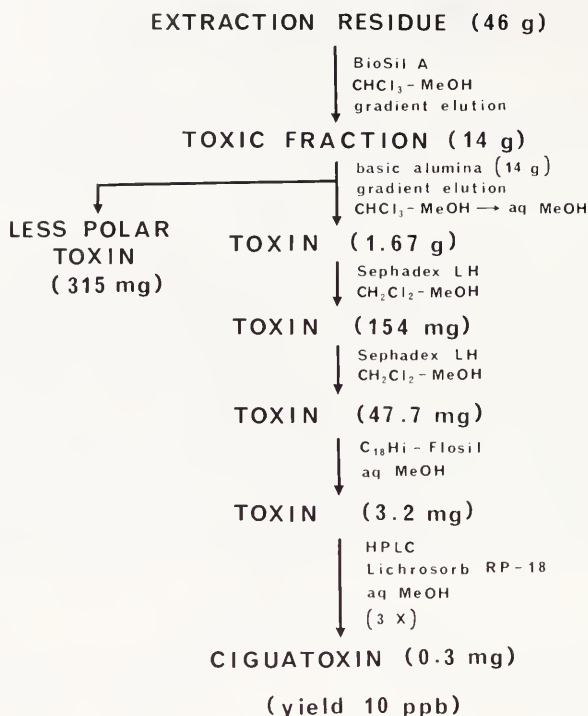 EXTRACTION RESIDUE (46 g)
BioSil A
CHCl₃-MeOH
gradient elution
TOXIC FRACTION (14 g)
basic alumina (14 g)
gradient elution
CHCl₃-MeOH → aq MeOH
LESS POLAR
TOXIN
(315 mg)
TOXIN (1.67 g)
Sephadex LH
CH₂Cl₂-MeOH
TOXIN (154 mg)
Sephadex LH
CH₂Cl₂-MeOH
TOXIN (47.7 mg)
C₁₈Hi-Flosil
aq MeOH
TOXIN (3.2 mg)
HPLC
Lichrosorb RP-18
aq MeOH
(3 X)
CIGUATOXIN (0.3 mg)
(yield 10 ppb)